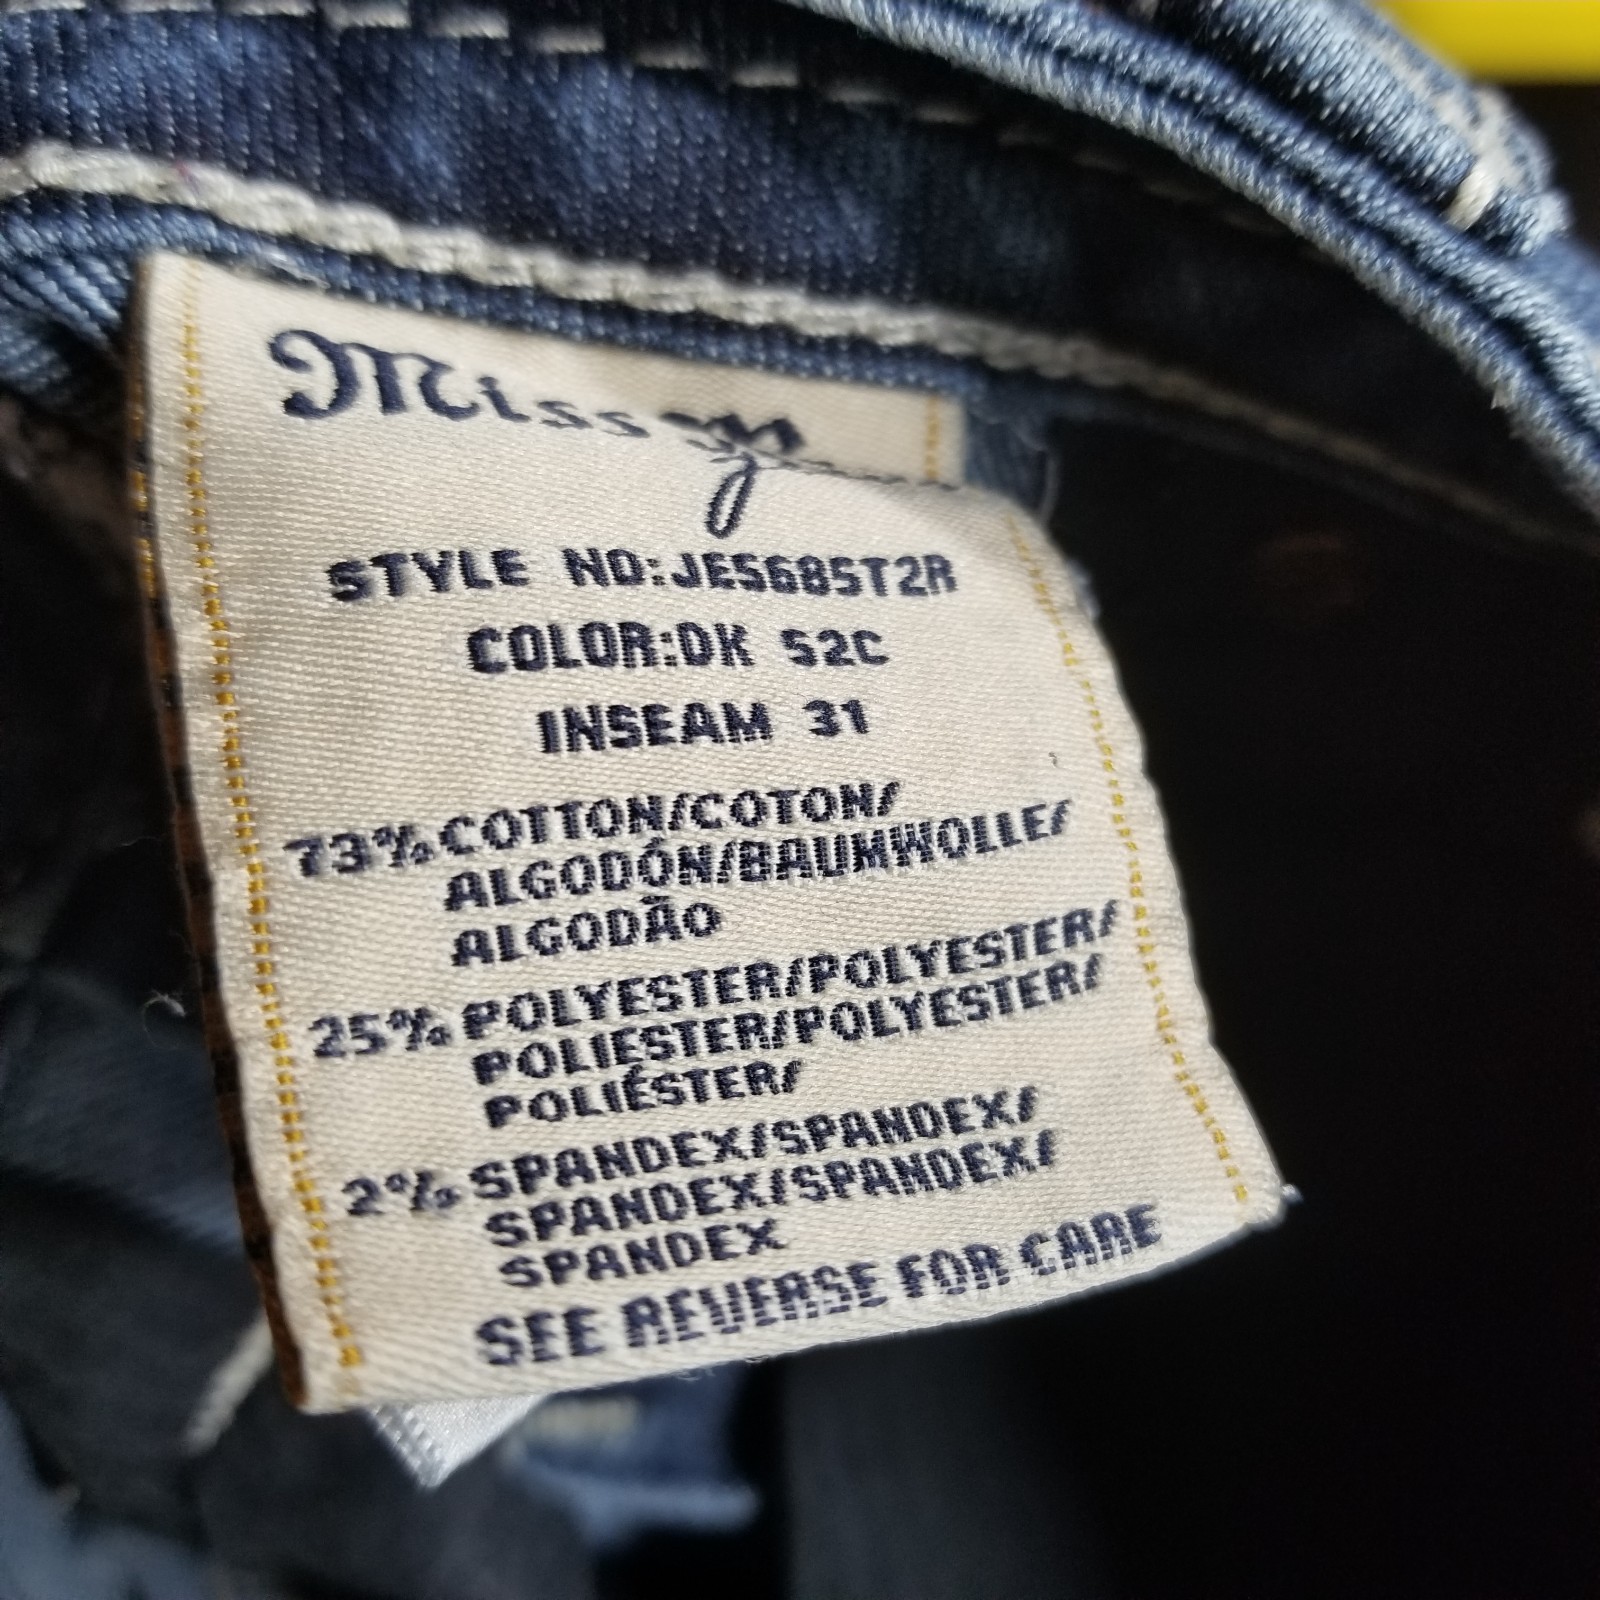 Miss
STYLE NO:JE5685T2R
COLOR:DK 52C
INSEAM 31
73% COTTON/COTON/
ALGODÓN/BAUMWOLLE/
ALGODÃO
25% POLYESTER/POLYESTER/
POLIESTER/POLYESTER/
POLIÉSTER/
2% SPANDEX/SPANDEX/
SPANDEX/SPANDEX/
SPANDEX
SEE REVERSE FOR CARE